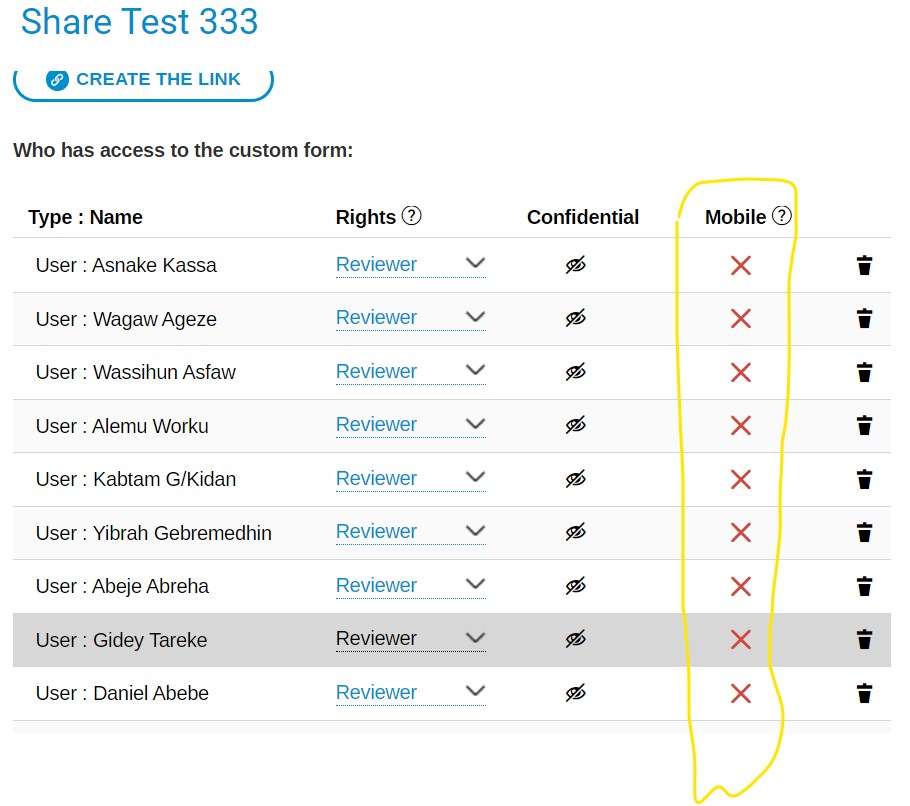 Share Test 333
CREATE THE LINK
Who has access to the custom form:
Type : Name Rights ? Confidential Mobile ?
User : Asnake Kassa Reviewer
User : Wagaw Ageze Reviewer
User : Wassihun Asfaw Reviewer
User : Alemu Worku Reviewer
User : Kabtam G/Kidan Reviewer
User : Yibrah Gebremedhin Reviewer
User : Abeje Abreha Reviewer
User : Gidey Tareke Reviewer
User : Daniel Abebe Reviewer